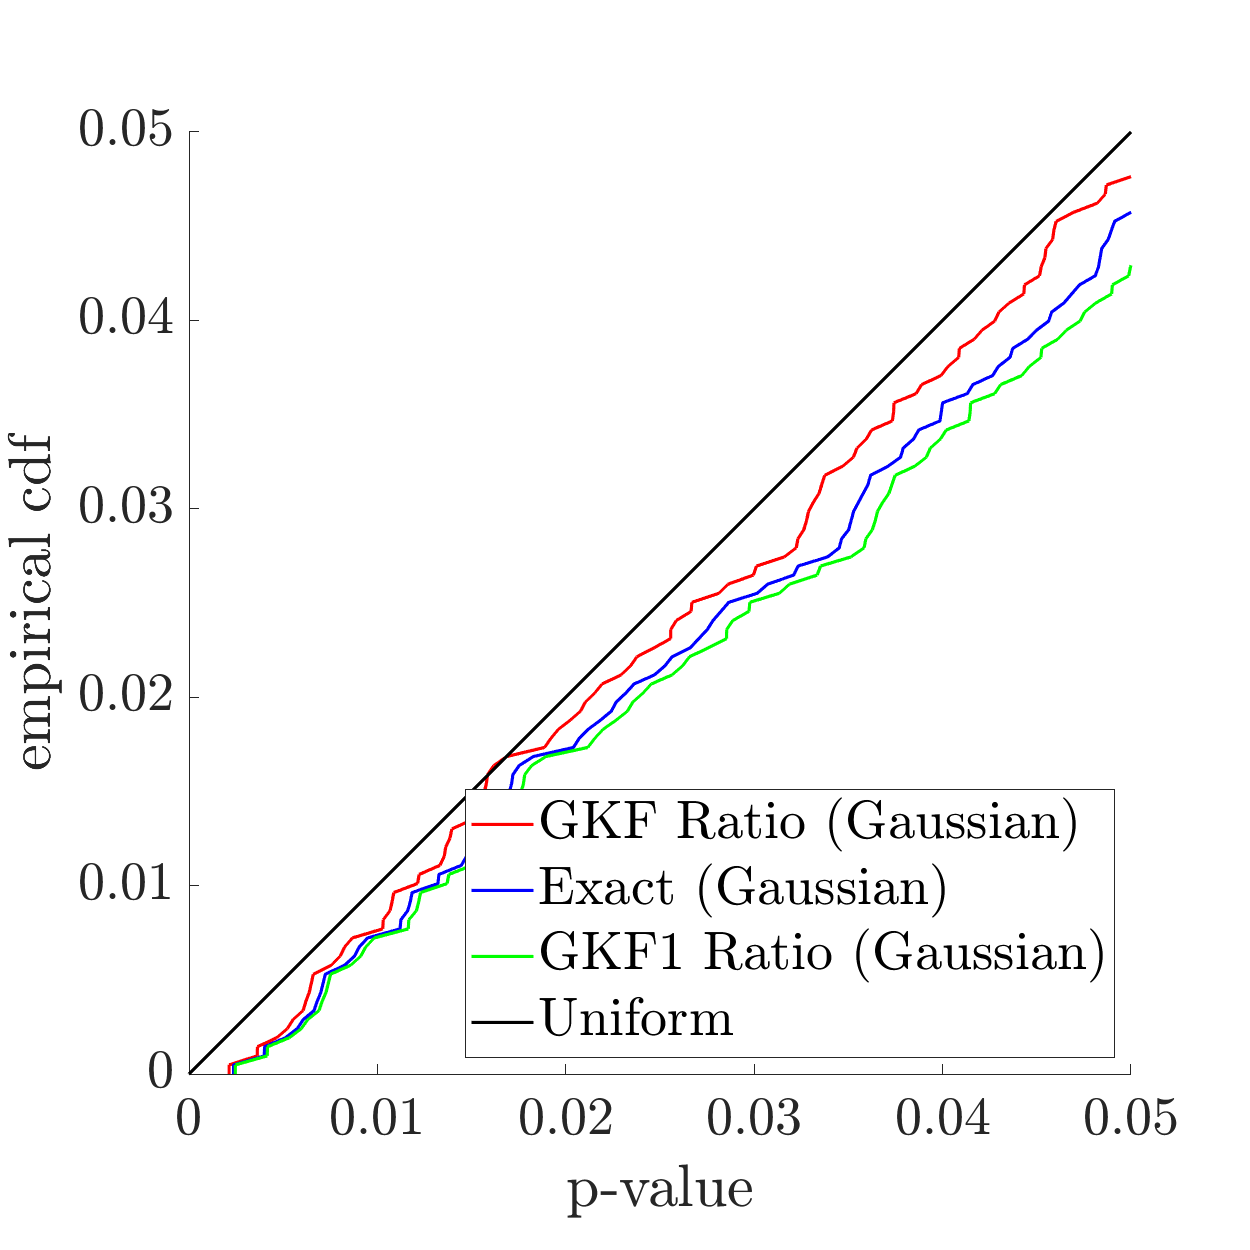 0.05
0.04
0.03
0.02
0.01
0
empirical cdf
GKF Ratio (Gaussian)
Exact (Gaussian)
GKF1 Ratio (Gaussian)
Uniform
0 0.01 0.02 0.03 0.04 0.05
p-value